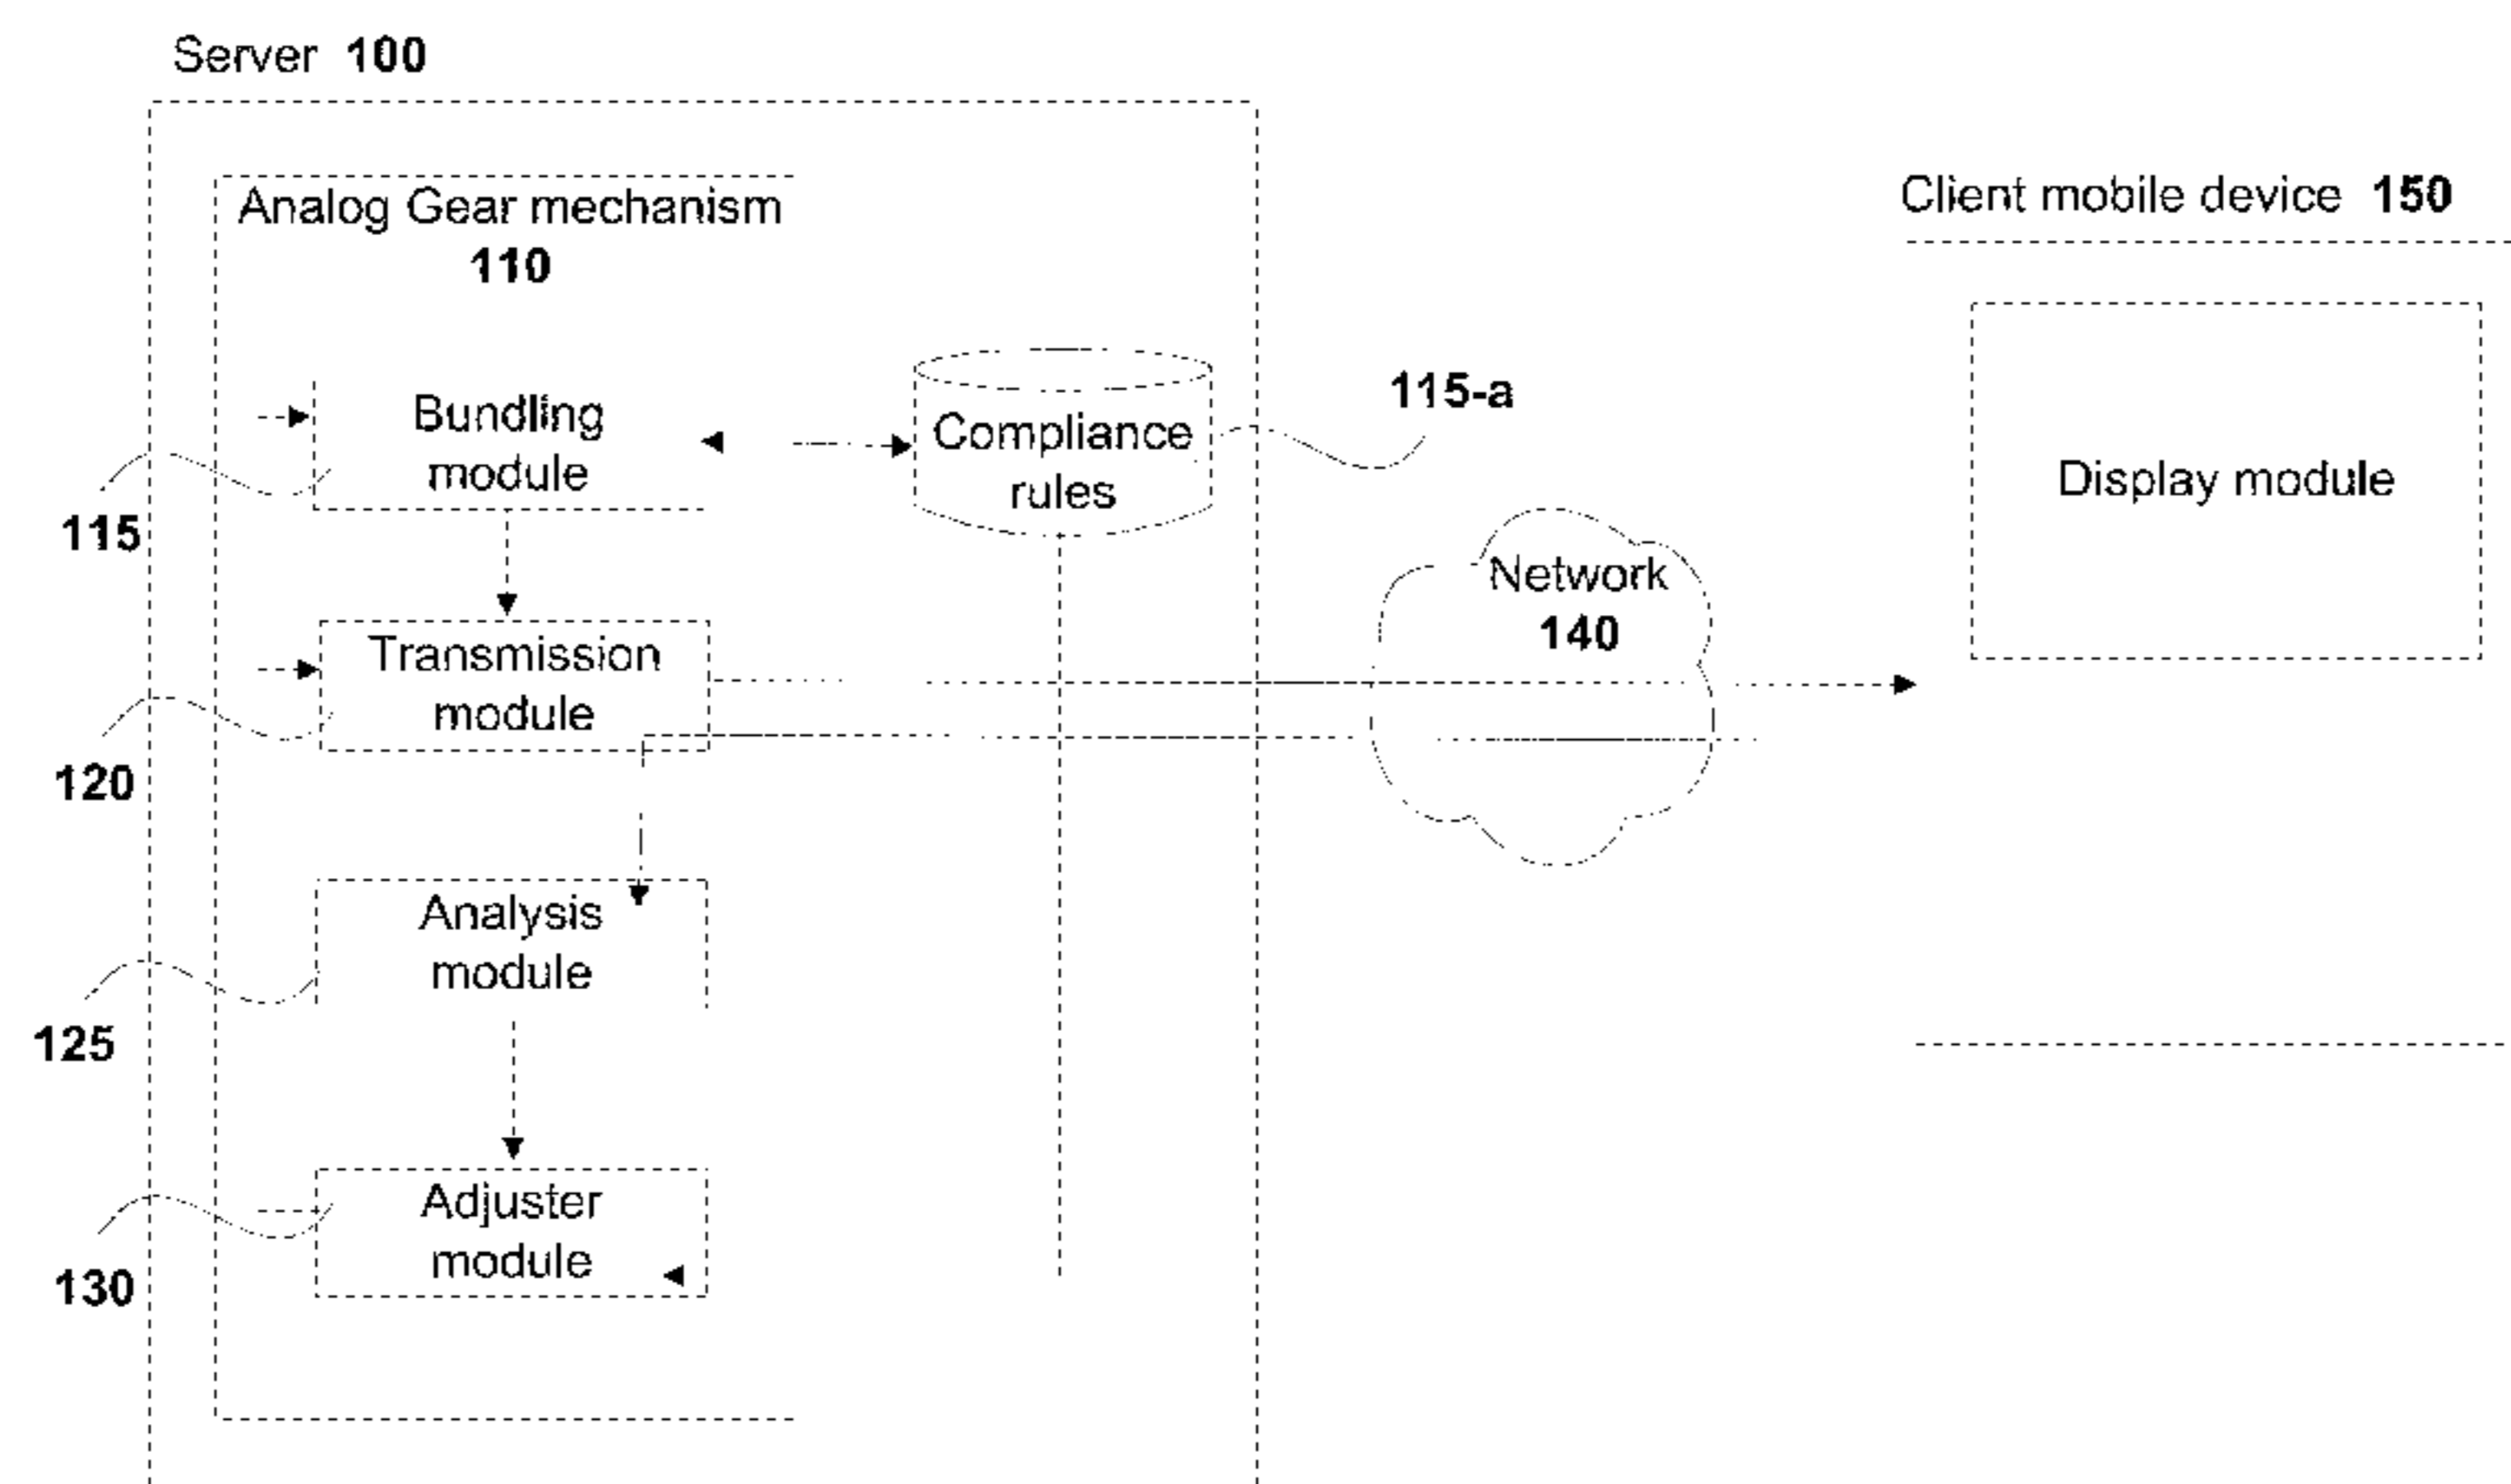 Server 100
Analog Gear mechanism
110
Client mobile device 150
Bundling
module
Compliance
rules
115-a
Display module
115
Network
140
Transmission
module
120
Analysis
module
125
Adjuster
module
130